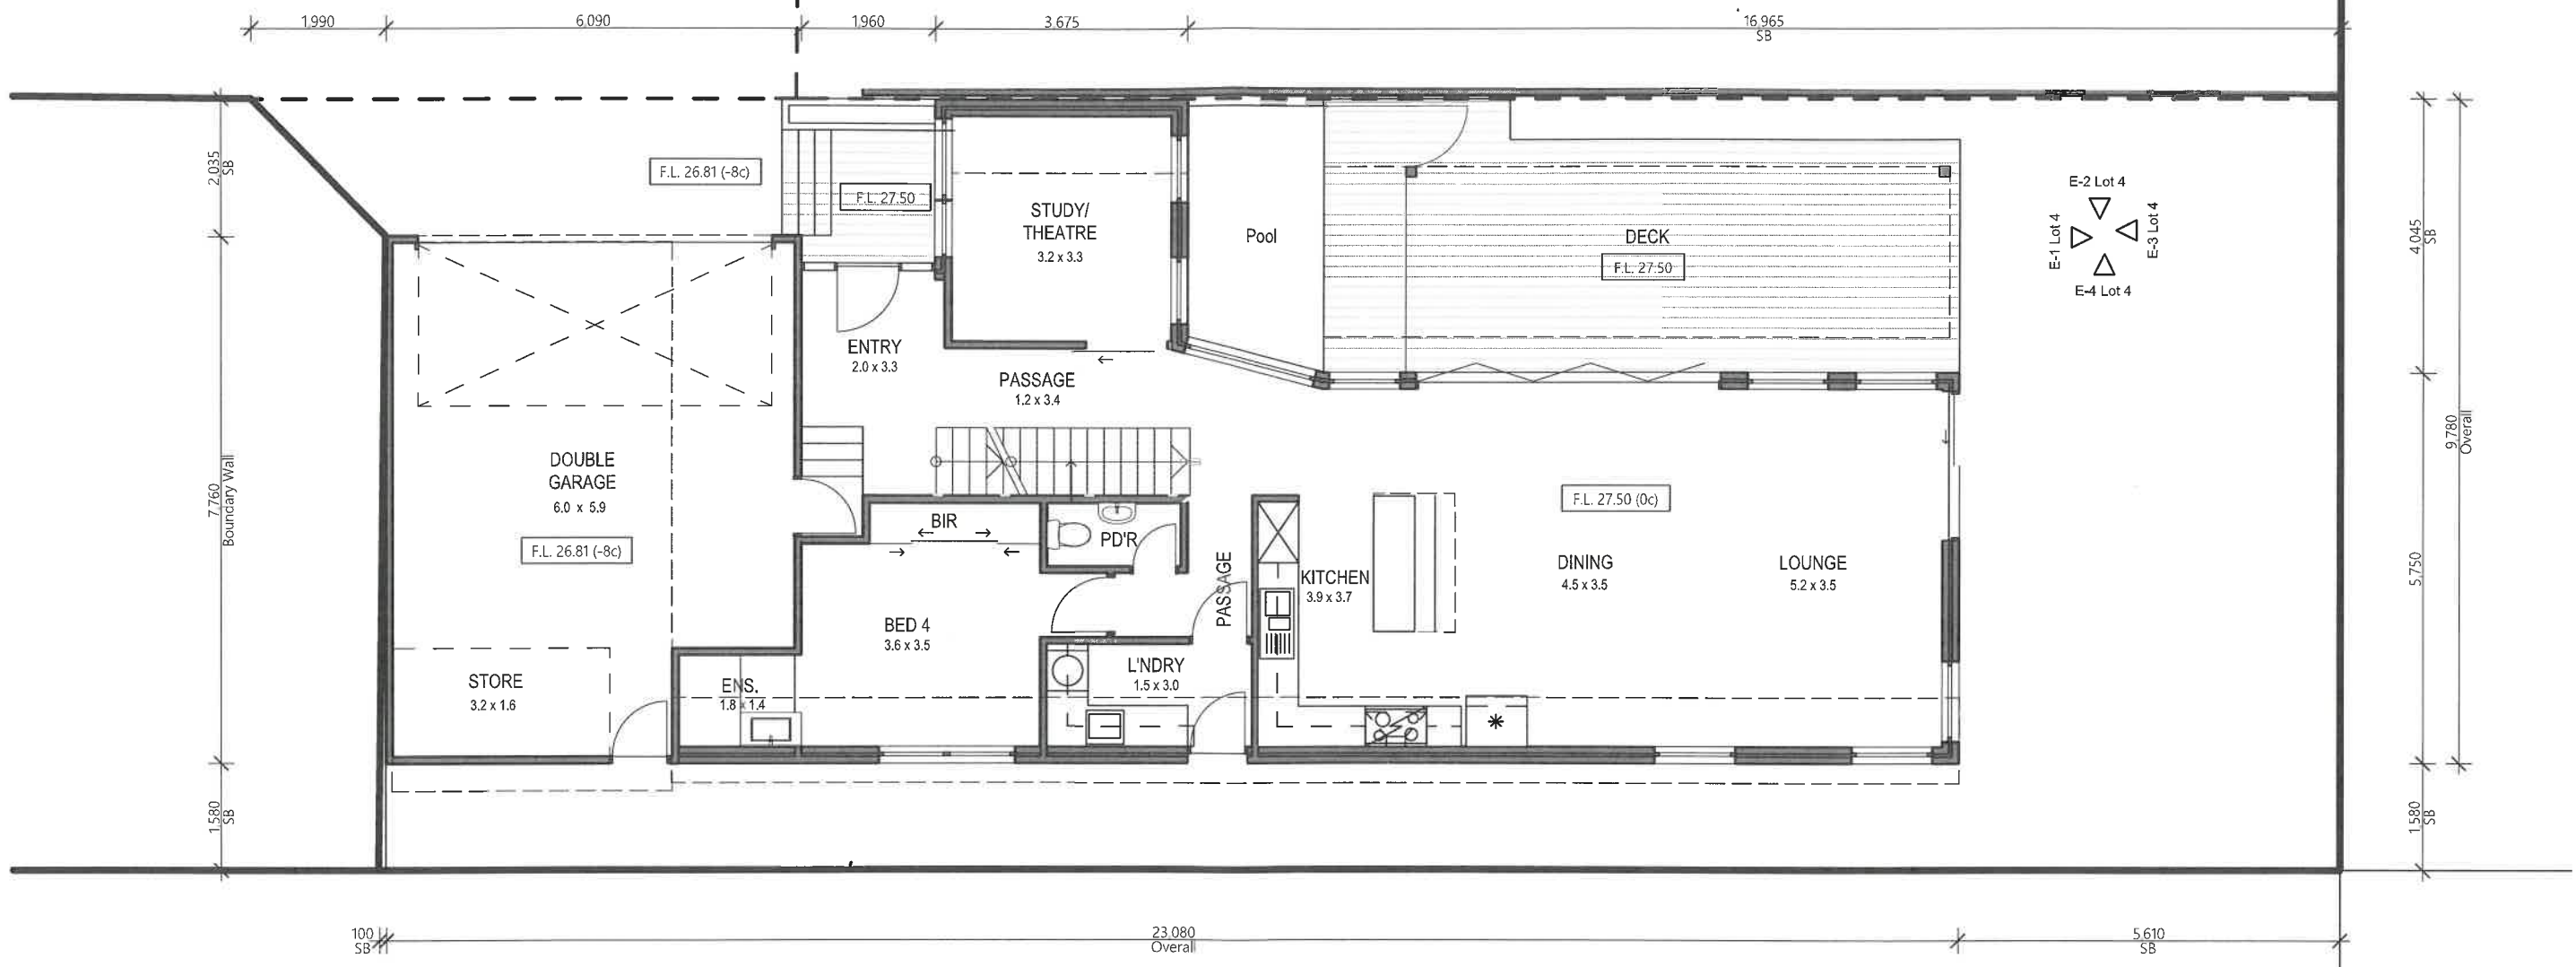 1,990
6,090
1,960
3,675
16,965
SB
2,035
SB
F.L. 26.81 (-8c)
F.L. 27.50
STUDY/
THEATRE
3.2 x 3.3
Pool
DECK
F.L. 27.50
E-2 Lot 4
E-1 Lot 4
E-3 Lot 4
E-4 Lot 4
4,045
SB
ENTRY
2.0 x 3.3
PASSAGE
1.2 x 3.4
9,780
Overall
7,760
Boundary Wall
DOUBLE
GARAGE
6.0 x 5.9
F.L. 26.81 (-8c)
BIR
PD'R
PASSAGE
KITCHEN
3.9 x 3.7
F.L. 27.50 (0c)
DINING
4.5 x 3.5
LOUNGE
5.2 x 3.5
5,750
BED 4
3.6 x 3.5
STORE
3.2 x 1.6
ENS.
1.8 x 1.4
L'NDRY
1.5 x 3.0
1,580
SB
1,580
SB
100
SB
23,080
Overall
5,610
SB